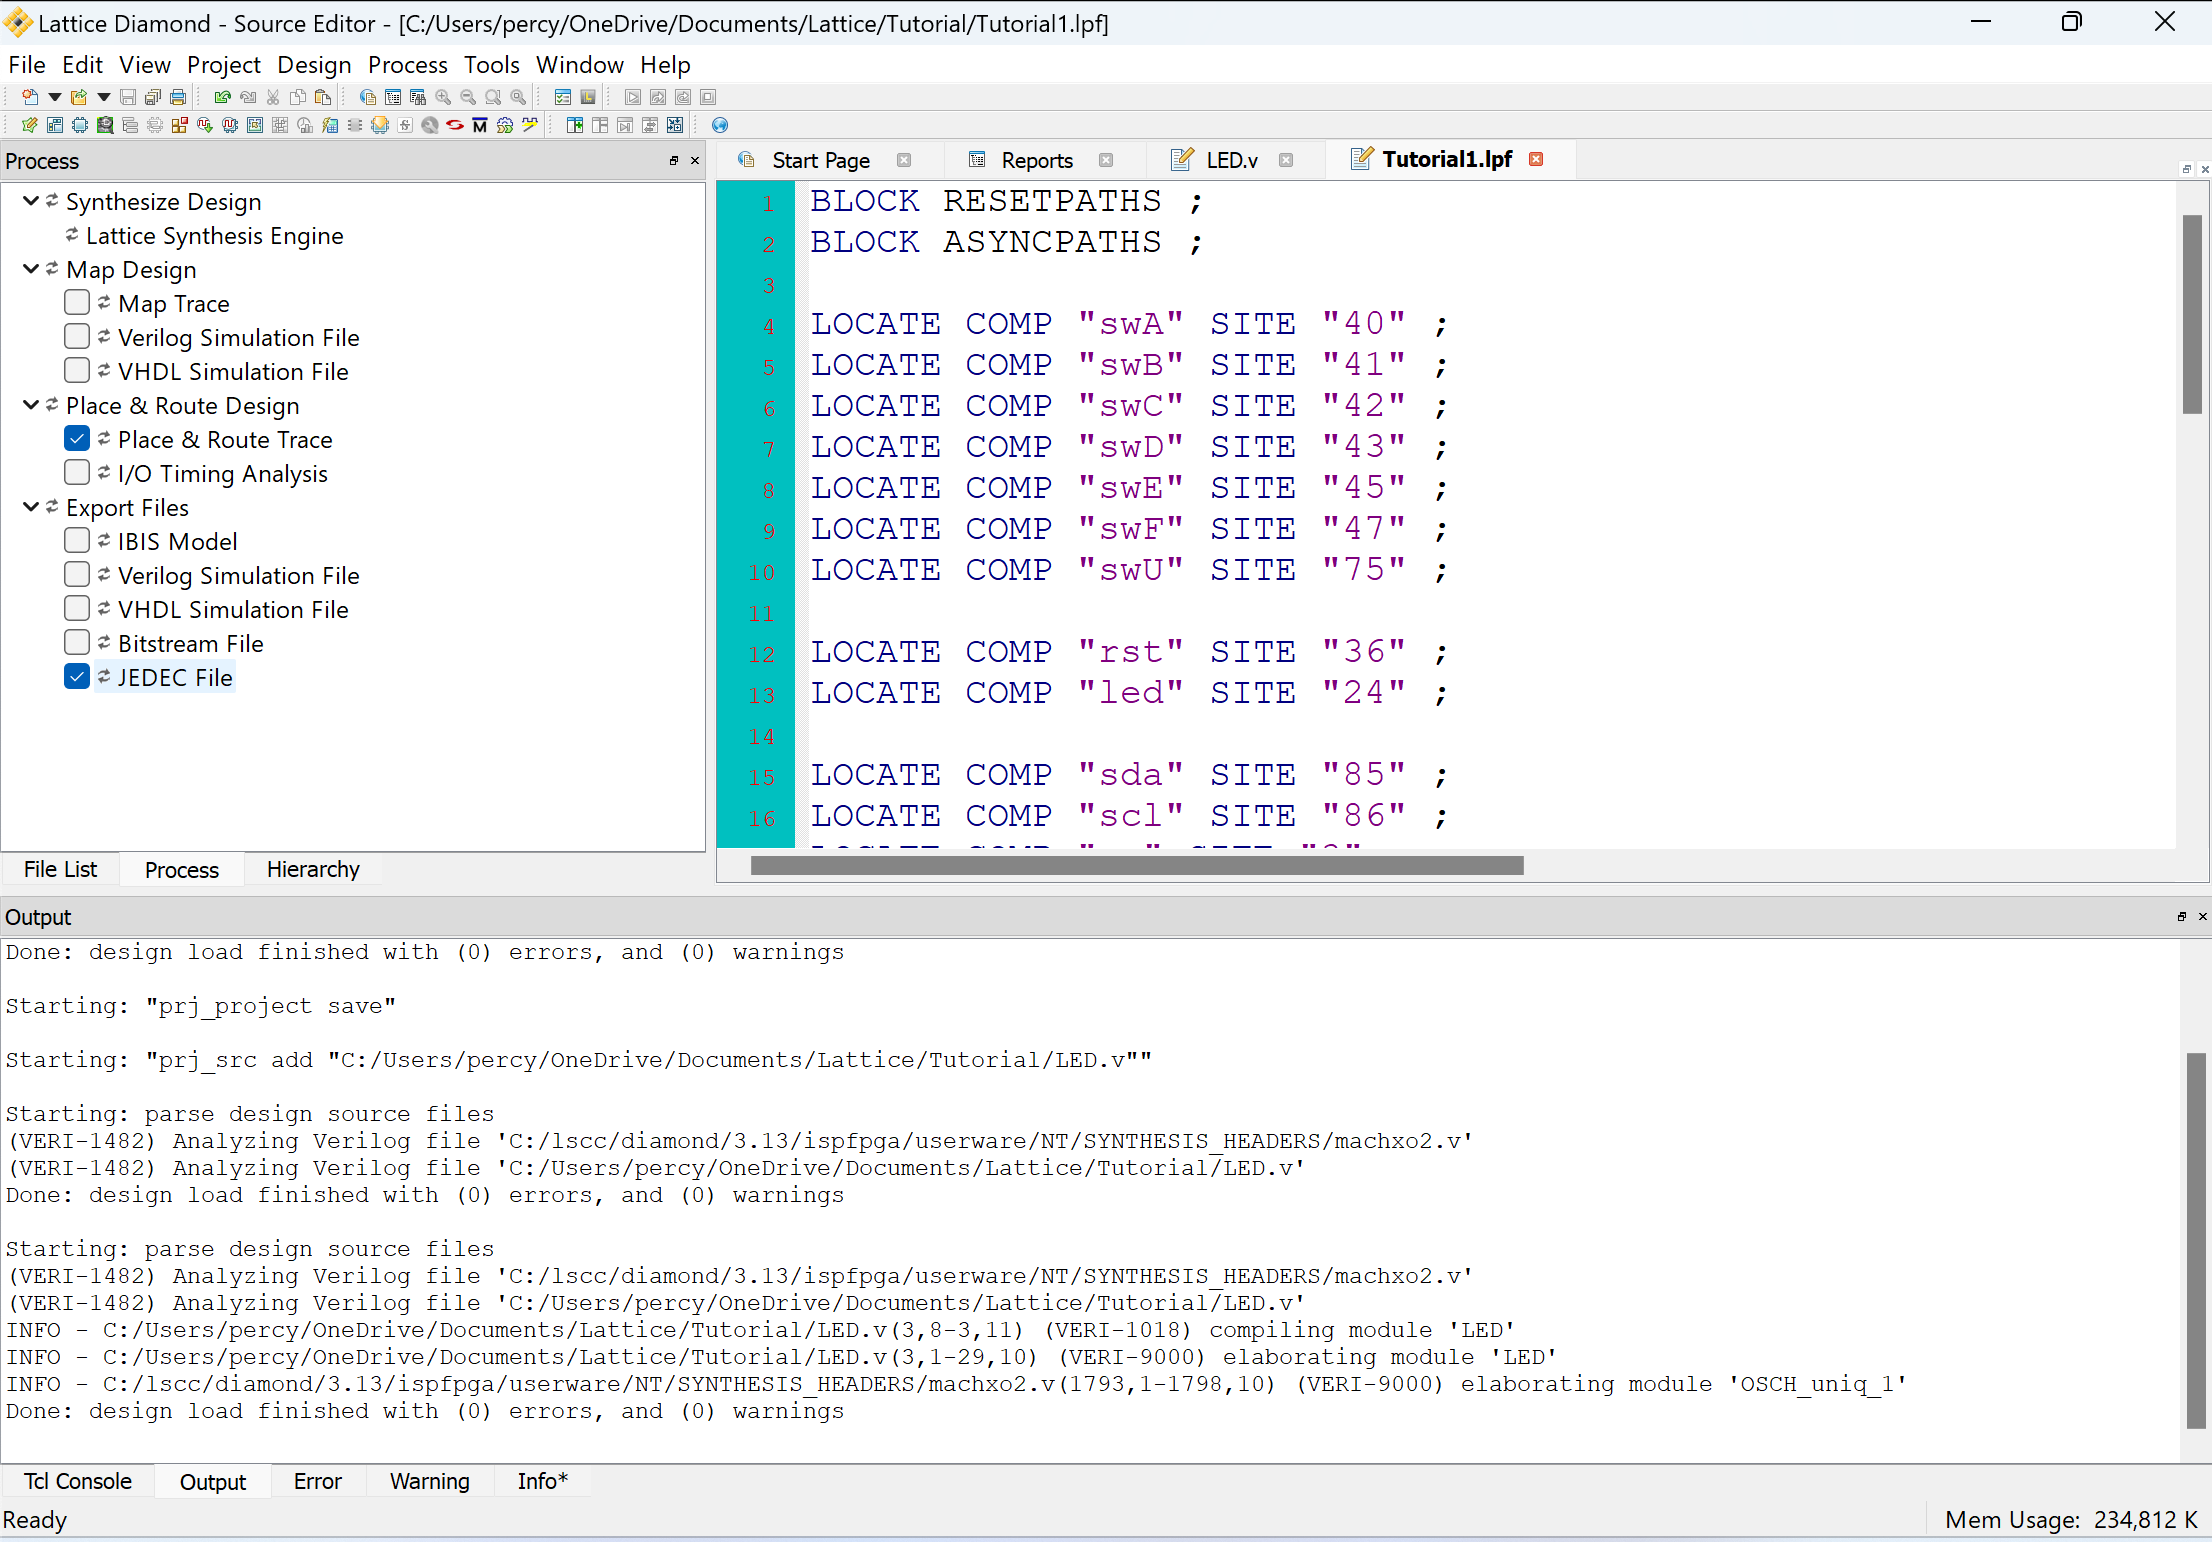 Lattice Diamond - Source Editor - [C:/Users/percy/OneDrive/Documents/Lattice/Tutorial/Tutorial1.lpf]
File Edit View Project Design Process Tools Window Help
Process
Synthesize Design
Lattice Synthesis Engine
Map Design
Map Trace
Verilog Simulation File
VHDL Simulation File
Place & Route Design
Place & Route Trace
I/O Timing Analysis
Export Files
IBIS Model
Verilog Simulation File
VHDL Simulation File
Bitstream File
JEDEC File
File List Process Hierarchy
Start Page Reports LED.v Tutorial1.lpf
1 BLOCK RESETPATHS ;
2 BLOCK ASYNCPATHS ;
3
4 LOCATE COMP "swA" SITE "40" ;
5 LOCATE COMP "swB" SITE "41" ;
6 LOCATE COMP "swC" SITE "42" ;
7 LOCATE COMP "swD" SITE "43" ;
8 LOCATE COMP "swE" SITE "45" ;
9 LOCATE COMP "swF" SITE "47" ;
10 LOCATE COMP "swU" SITE "75" ;
11
12 LOCATE COMP "rst" SITE "36" ;
13 LOCATE COMP "led" SITE "24" ;
14
15 LOCATE COMP "sda" SITE "85" ;
16 LOCATE COMP "scl" SITE "86" ;
Output
Done: design load finished with (0) errors, and (0) warnings
Starting: "prj_project save"
Starting: "prj_src add "C:/Users/percy/OneDrive/Documents/Lattice/Tutorial/LED.v""
Starting: parse design source files
(VERI-1482) Analyzing Verilog file 'C:/lscc/diamond/3.13/ispfpga/userware/NT/SYNTHESIS_HEADERS/machxo2.v'
(VERI-1482) Analyzing Verilog file 'C:/Users/percy/OneDrive/Documents/Lattice/Tutorial/LED.v'
Done: design load finished with (0) errors, and (0) warnings
Starting: parse design source files
(VERI-1482) Analyzing Verilog file 'C:/lscc/diamond/3.13/ispfpga/userware/NT/SYNTHESIS_HEADERS/machxo2.v'
(VERI-1482) Analyzing Verilog file 'C:/Users/percy/OneDrive/Documents/Lattice/Tutorial/LED.v'
INFO - C:/Users/percy/OneDrive/Documents/Lattice/Tutorial/LED.v(3,8-3,11) (VERI-1018) compiling module 'LED'
INFO - C:/Users/percy/OneDrive/Documents/Lattice/Tutorial/LED.v(3,1-29,10) (VERI-9000) elaborating module 'LED'
INFO - C:/lscc/diamond/3.13/ispfpga/userware/NT/SYNTHESIS_HEADERS/machxo2.v(1793,1-1798,10) (VERI-9000) elaborating module 'OSCH_uniq_1'
Done: design load finished with (0) errors, and (0) warnings
Tcl Console Output Error Warning Info*
Ready
Mem Usage: 234,812 K